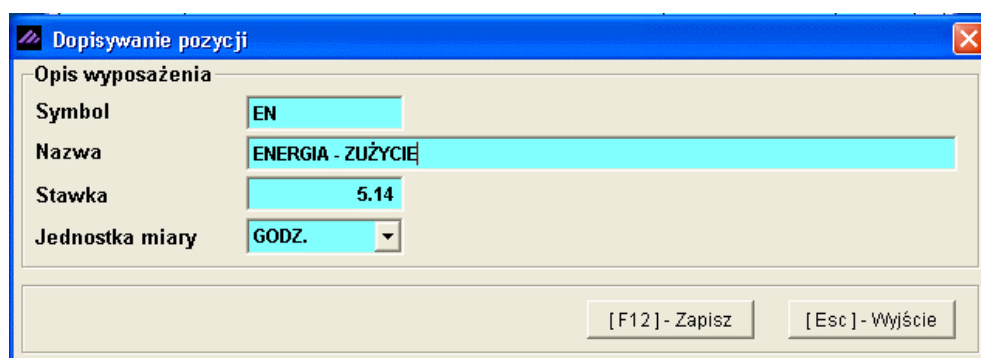 Dopisywanie pozycji
Opis wyposażenia
Symbol EN
Nazwa ENERGIA - ZUŻYCIE
Stawka 5.14
Jednostka miary GODZ.
[F12] - Zapisz [Esc] - Wyjście